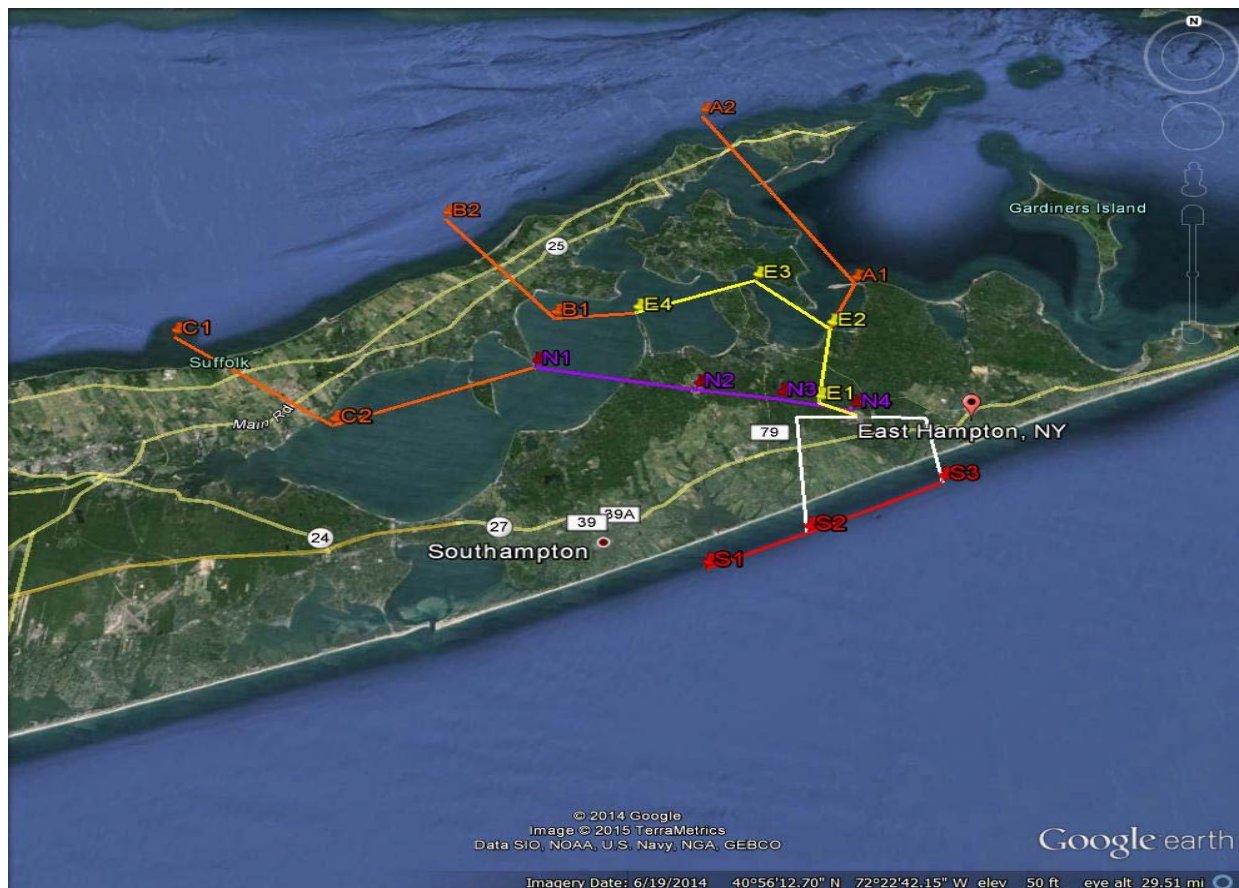 N
A2
Gardiners Island
B2
25
E3
A1
B1
E4
E2
C1
Suffolk
N1
N2
N3
E1
N4
C2
Main Rd
79
East Hampton, NY
S3
39A
39
S2
27
24
Southampton
S1
© 2014 Google
Image © 2015 TerraMetrics
Data SIO, NOAA, U.S. Navy, NGA, GEBCO
Google earth
Imagery Date: 6/19/2014 40°56'12.70" N 72°22'42.15" W elev 50 ft eye alt 29.51 mi